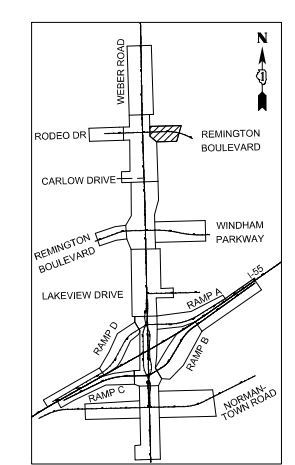 WEBER ROAD
N
1
RODEO DR
REMINGTON
BOULEVARD
CARLOW DRIVE
REMINGTON
BOULEVARD
WINDHAM
PARKWAY
I-55
LAKEVIEW DRIVE
RAMP A
RAMP D
RAMP B
RAMP C
NORMAN-
TOWN ROAD